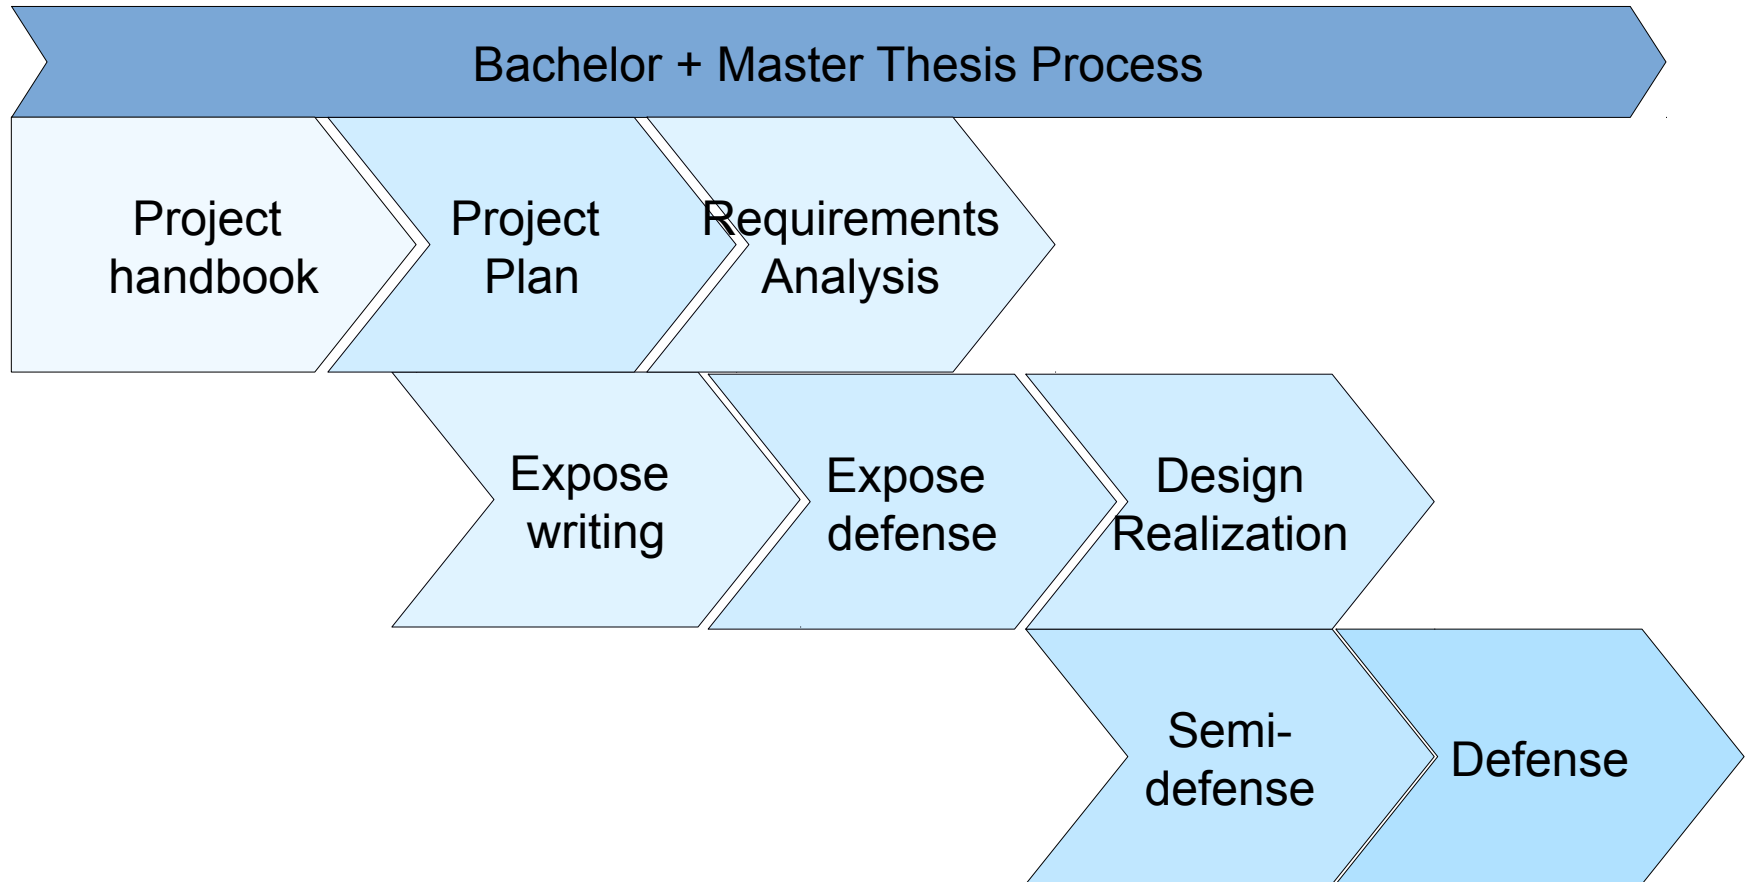 Bachelor + Master Thesis Process
Project
handbook
Project
Plan
Requirements
Analysis
Expose
writing
Expose
defense
Design
Realization
Semi-
defense
Defense